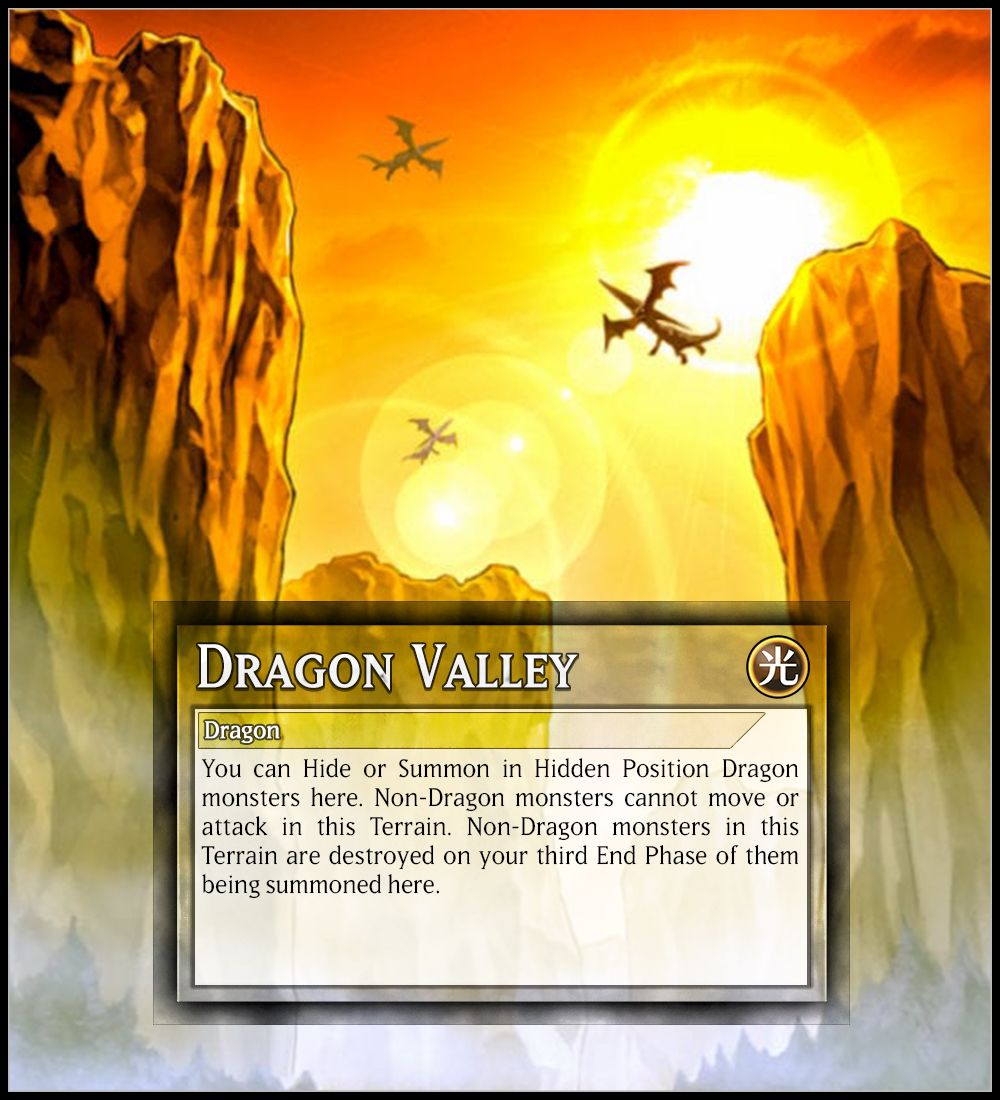 Dragon Valley
光
Dragon
You can Hide or Summon in Hidden Position Dragon
monsters here. Non-Dragon monsters cannot move or
attack in this Terrain. Non-Dragon monsters in this
Terrain are destroyed on your third End Phase of them
being summoned here.